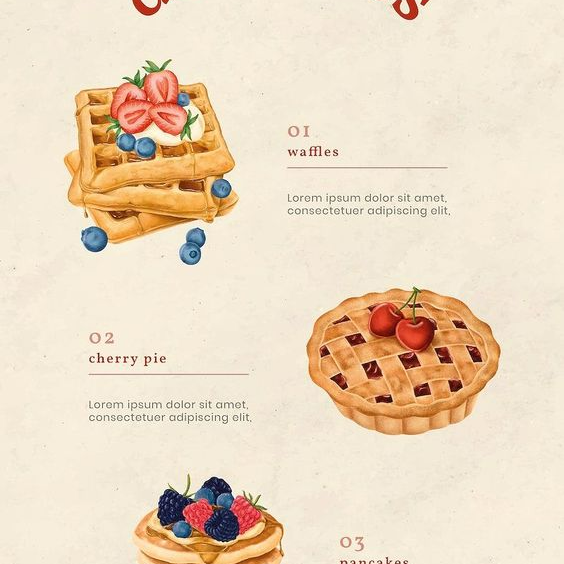 01
waffles
Lorem ipsum dolor sit amet,
consectetuer adipiscing elit,
02
cherry pie
Lorem ipsum dolor sit amet,
consectetuer adipiscing elit,
03
pancakes